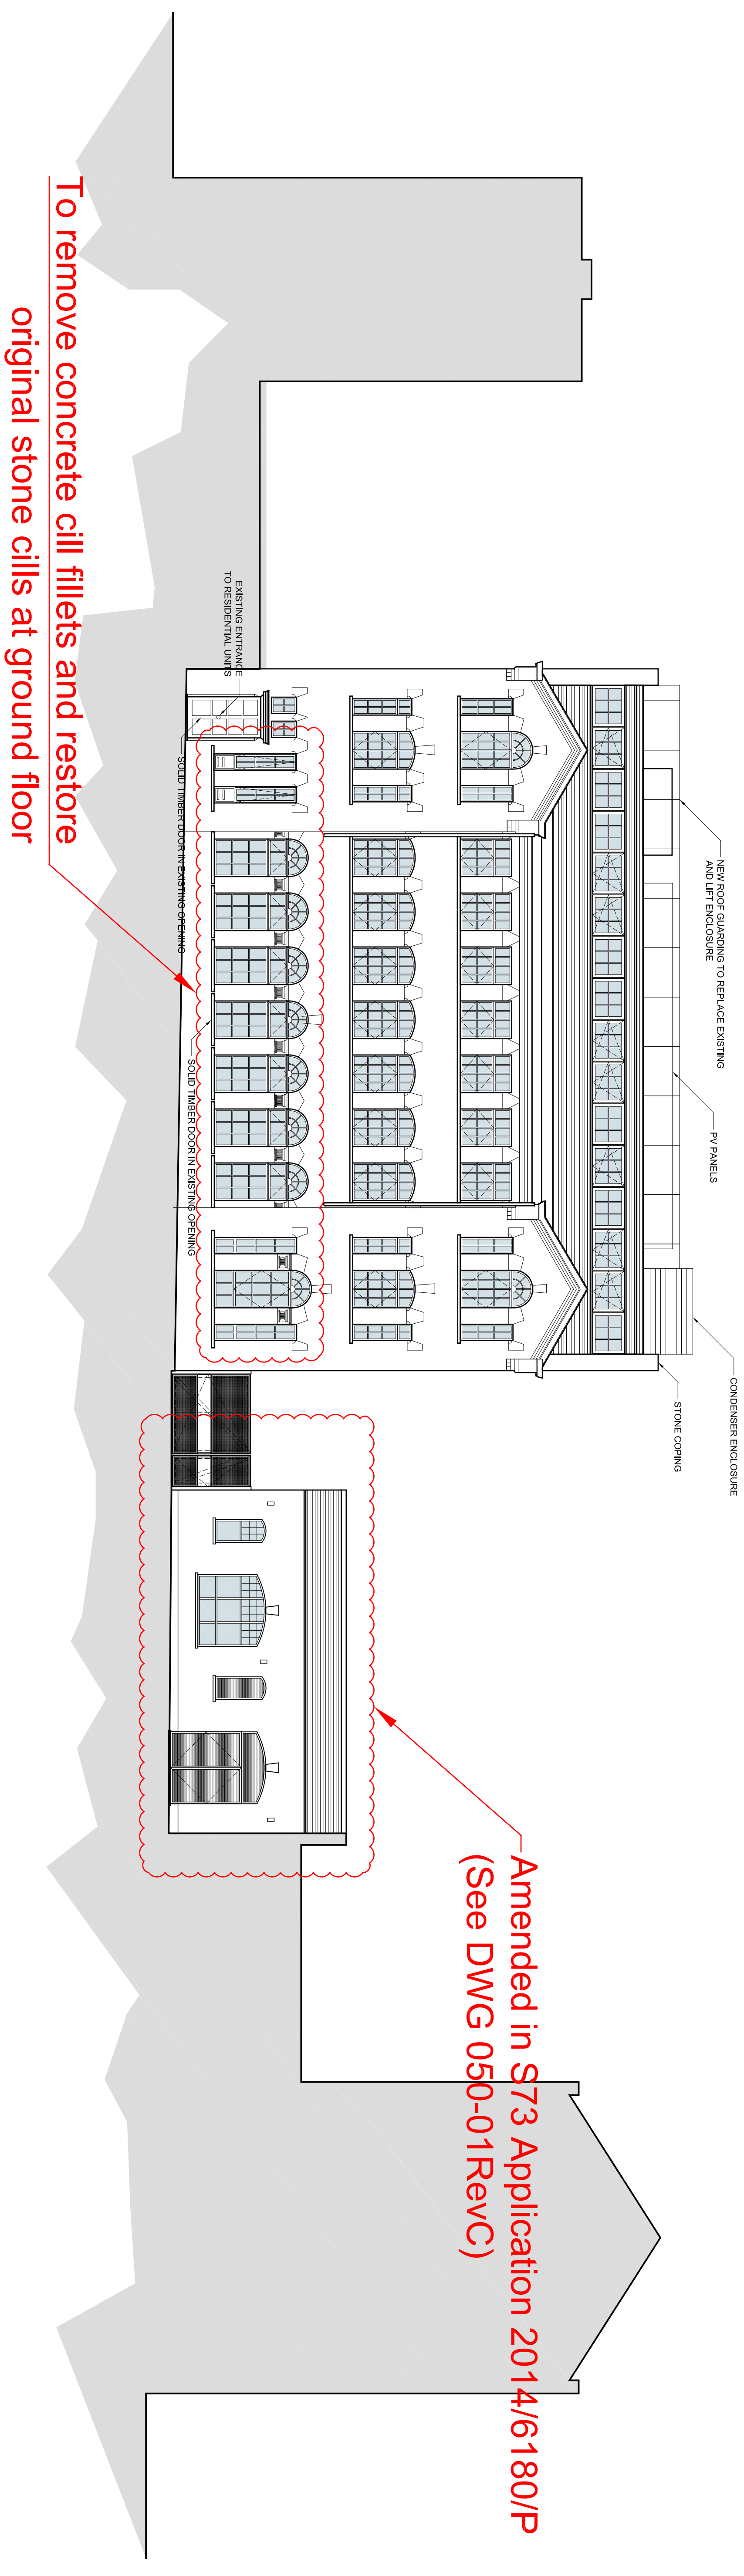 NEW ROOF GUARDING TO REPLACE EXISTING
AND LIFT ENCLOSURE
PV PANELS
CONDENSER ENCLOSURE
STONE COPING
EXISTING ENTRANCE
TO RESIDENTIAL UNITS
SOLID TIMBER DOOR IN EXISTING OPENING
SOLID TIMBER DOOR IN EXISTING OPENING
To remove concrete cill fillets and restore
original stone cills at ground floor
Amended in S73 Application 2014/6180/P
(See DWG 050-01RevC)